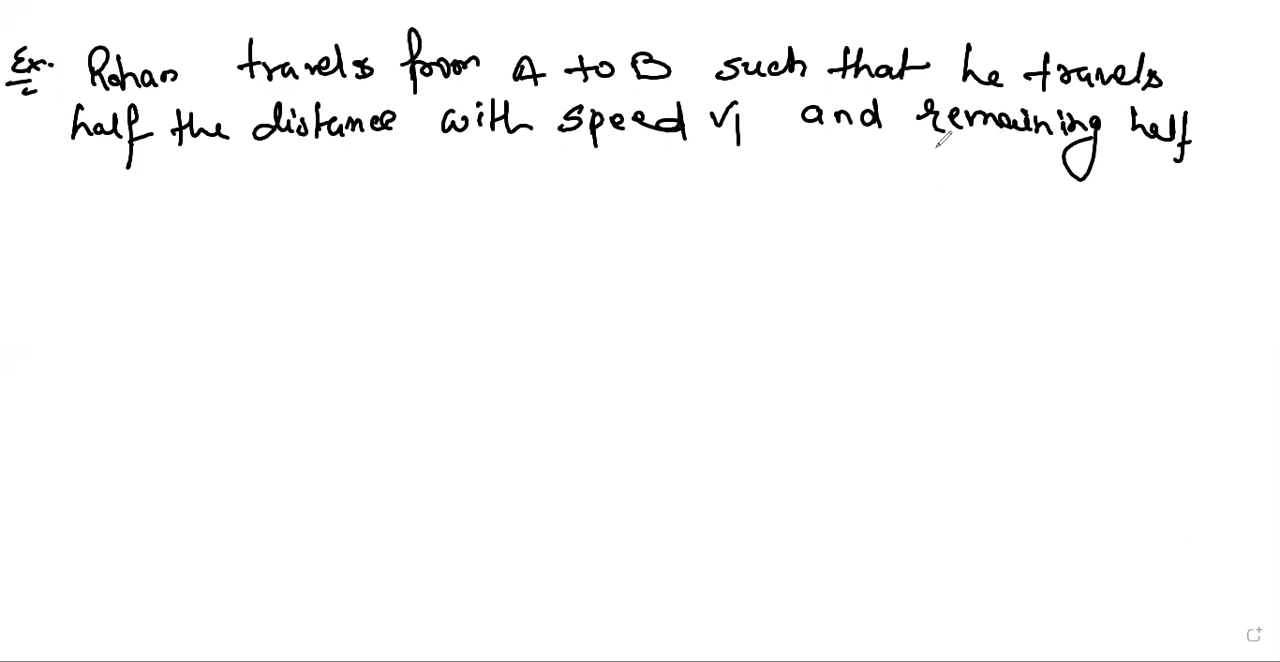 Ex. Rohan travels from A to B such that he travels
half the distance with speed v1 and remaining half